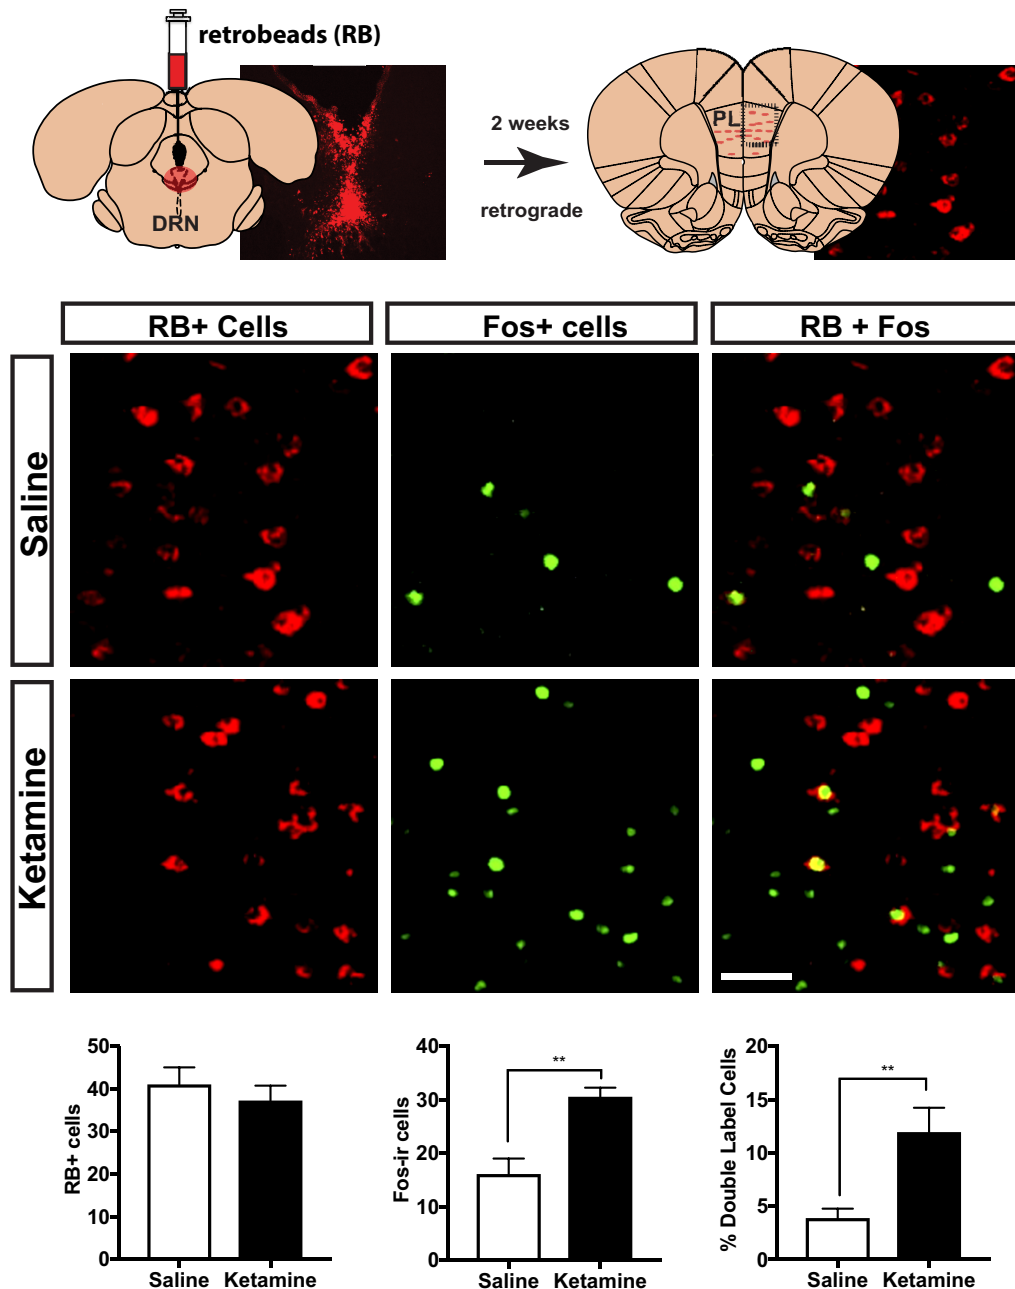 retrobeads (RB)
DRN
2 weeks
retrograde
PL
RB+ Cells
Fos+ cells
RB + Fos
Saline
Ketamine
50
40
30
20
10
0
RB+ cells
Saline
Ketamine
40
30
20
10
0
Fos-ir cells
**
Saline
Ketamine
20
15
10
5
0
% Double Label Cells
**
Saline
Ketamine